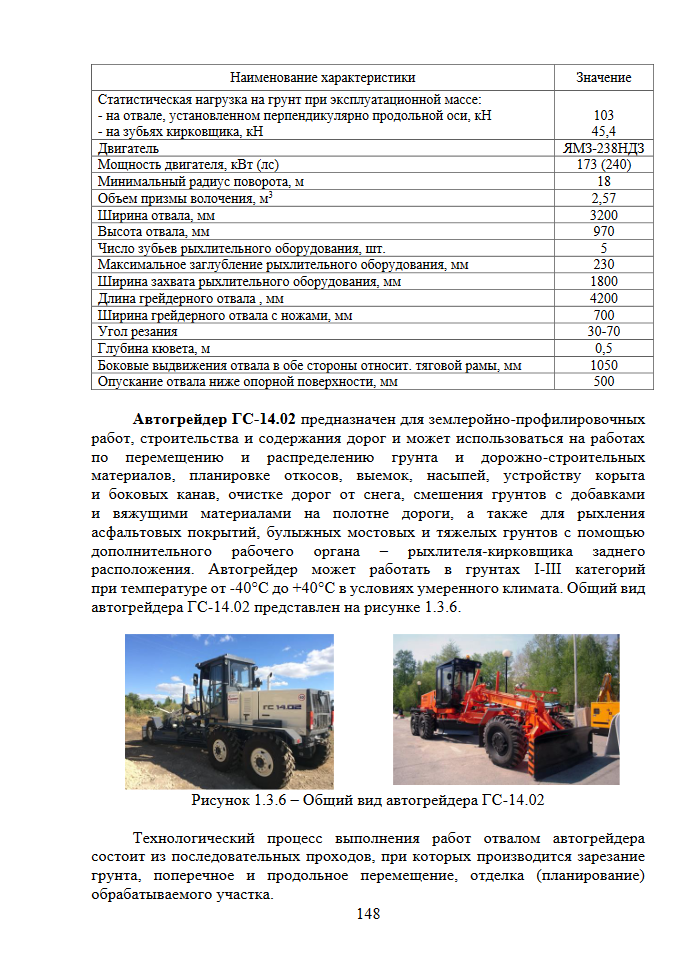 Наименование характеристики Значение
Статистическая нагрузка на грунт при эксплуатационной массе:
- на отвале, установленном перпендикулярно продольной оси, кН 103
- на зубьях кирковщика, кН 45,4
Двигатель ЯМЗ-238НДЗ
Мощность двигателя, кВт (лс) 173 (240)
Минимальный радиус поворота, м 18
Объем призмы волочения, м³ 2,57
Ширина отвала, мм 3200
Высота отвала, мм 970
Число зубьев рыхлительного оборудования, шт. 5
Максимальное заглубление рыхлительного оборудования, мм 230
Ширина захвата рыхлительного оборудования, мм 1800
Длина грейдерного отвала , мм 4200
Ширина грейдерного отвала с ножами, мм 700
Угол резания 30-70
Глубина кювета, м 0,5
Боковые выдвижения отвала в обе стороны относит. тяговой рамы, мм 1050
Опускание отвала ниже опорной поверхности, мм 500
Автогрейдер ГС-14.02 предназначен для землеройно-профилировочных
работ, строительства и содержания дорог и может использоваться на работах
по перемещению и распределению грунта и дорожно-строительных
материалов, планировке откосов, выемок, насыпей, устройству корыта
и боковых канав, очистке дорог от снега, смешения грунтов с добавками
и вяжущими материалами на полотне дороги, а также для рыхления
асфальтовых покрытий, булыжных мостовых и тяжелых грунтов с помощью
дополнительного рабочего органа – рыхлителя-кирковщика заднего
расположения. Автогрейдер может работать в грунтах I-III категорий
при температуре от -40°С до +40°С в условиях умеренного климата. Общий вид
автогрейдера ГС-14.02 представлен на рисунке 1.3.6.
ГС 14.02
Рисунок 1.3.6 – Общий вид автогрейдера ГС-14.02
Технологический процесс выполнения работ отвалом автогрейдера
состоит из последовательных проходов, при которых производится зарезание
грунта, поперечное и продольное перемещение, отделка (планирование)
обрабатываемого участка.
148